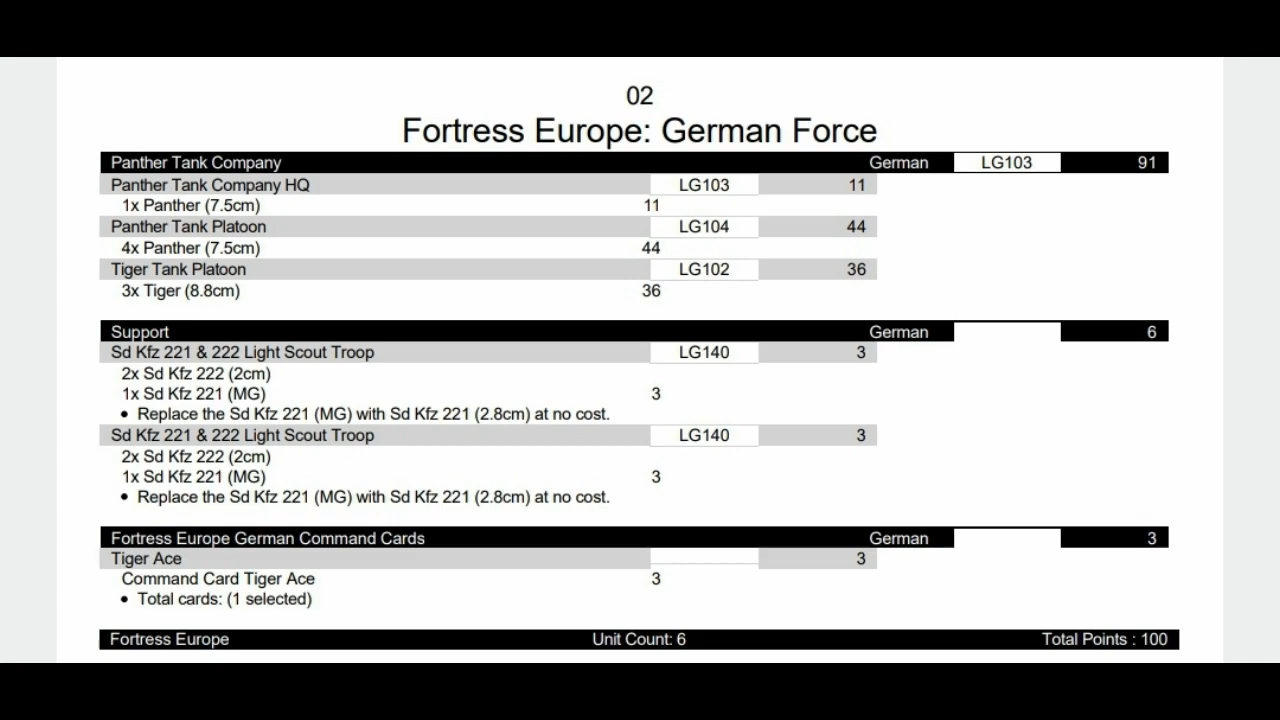 02
Fortress Europe: German Force
Panther Tank Company German LG103 91
Panther Tank Company HQ LG103 11
1x Panther (7.5cm) 11
Panther Tank Platoon LG104 44
4x Panther (7.5cm) 44
Tiger Tank Platoon LG102 36
3x Tiger (8.8cm) 36
Support German 6
Sd Kfz 221 & 222 Light Scout Troop LG140 3
2x Sd Kfz 222 (2cm)
1x Sd Kfz 221 (MG) 3
• Replace the Sd Kfz 221 (MG) with Sd Kfz 221 (2.8cm) at no cost.
Sd Kfz 221 & 222 Light Scout Troop LG140 3
2x Sd Kfz 222 (2cm)
1x Sd Kfz 221 (MG) 3
• Replace the Sd Kfz 221 (MG) with Sd Kfz 221 (2.8cm) at no cost.
Fortress Europe German Command Cards German 3
Tiger Ace 3
Command Card Tiger Ace 3
• Total cards: (1 selected)
Fortress Europe Unit Count: 6 Total Points : 100